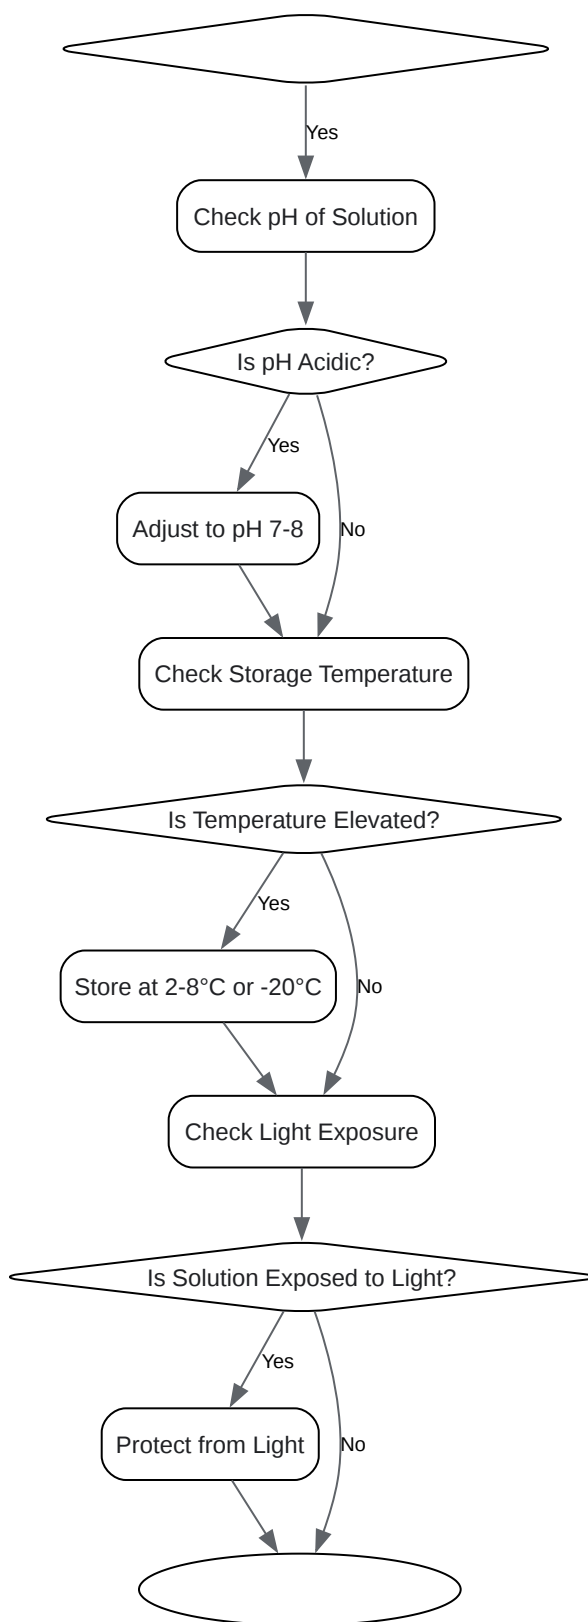 Yes
Check pH of Solution
Is pH Acidic?
Yes
Adjust to pH 7-8
No
Check Storage Temperature
Is Temperature Elevated?
Yes
Store at 2-8°C or -20°C
No
Check Light Exposure
Is Solution Exposed to Light?
Yes
Protect from Light
No